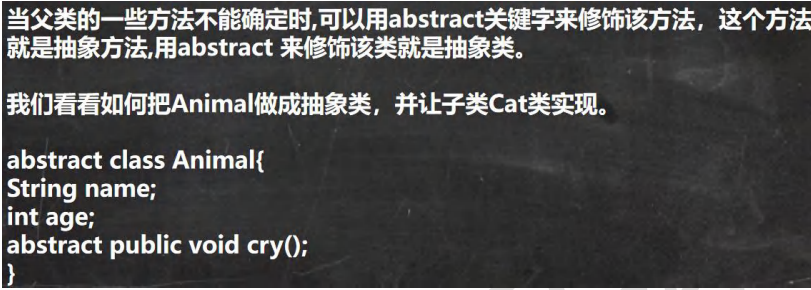 当父类的一些方法不能确定时,可以用abstract关键字来修饰该方法，这个方法
就是抽象方法,用abstract 来修饰该类就是抽象类。
我们看看如何把Animal做成抽象类，并让子类Cat类实现。
abstract class Animal{
String name;
int age;
abstract public void cry();
}